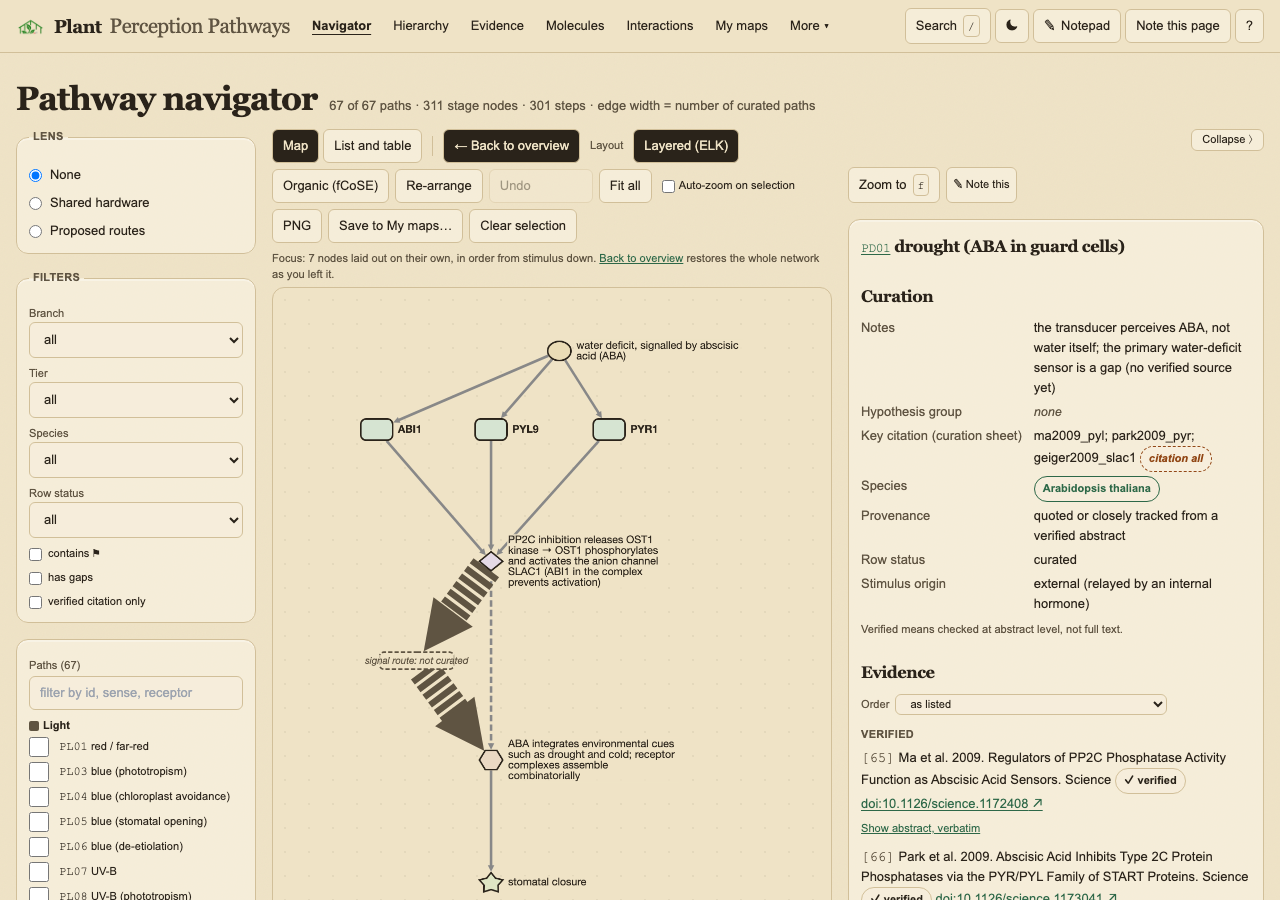 Plant Perception Pathways
Navigator Hierarchy Evidence Molecules Interactions My maps More ▾
Search / ✎ Notepad Note this page ?
Pathway navigator 67 of 67 paths · 311 stage nodes · 301 steps · edge width = number of curated paths
LENS
None
Shared hardware
Proposed routes
FILTERS
Branch
all
Tier
all
Species
all
Row status
all
contains ⚑
has gaps
verified citation only
Paths (67)
filter by id, sense, receptor
Light
PL01 red / far-red
PL03 blue (phototropism)
PL04 blue (chloroplast avoidance)
PL05 blue (stomatal opening)
PL06 blue (de-etiolation)
PL07 UV-B
PL08 UV-B (phototropism)
Map List and table ← Back to overview Layout Layered (ELK)
Organic (fCoSE) Re-arrange Undo Fit all Auto-zoom on selection
PNG Save to My maps… Clear selection
Focus: 7 nodes laid out on their own, in order from stimulus down. Back to overview restores the whole network
as you left it.
water deficit, signalled by abscisic
acid (ABA)
ABI1 PYL9 PYR1
PP2C inhibition releases OST1
kinase → OST1 phosphorylates
and activates the anion channel
SLAC1 (ABI1 in the complex
prevents activation)
signal route: not curated
ABA integrates environmental cues
such as drought and cold; receptor
complexes assemble
combinatorially
stomatal closure
Collapse ⟩
Zoom to f ✎ Note this
PD01 drought (ABA in guard cells)
Curation
Notes the transducer perceives ABA, not
water itself; the primary water-deficit
sensor is a gap (no verified source
yet)
Hypothesis group none
Key citation (curation sheet) ma2009_pyl; park2009_pyr;
geiger2009_slac1 citation all
Species Arabidopsis thaliana
Provenance quoted or closely tracked from a
verified abstract
Row status curated
Stimulus origin external (relayed by an internal
hormone)
Verified means checked at abstract level, not full text.
Evidence
Order as listed
VERIFIED
[65] Ma et al. 2009. Regulators of PP2C Phosphatase Activity
Function as Abscisic Acid Sensors. Science ✓ verified
doi:10.1126/science.1172408 ↗
Show abstract, verbatim
[66] Park et al. 2009. Abscisic Acid Inhibits Type 2C Protein
Phosphatases via the PYR/PYL Family of START Proteins. Science
✓ verified doi:10.1126/science.1173041 ↗